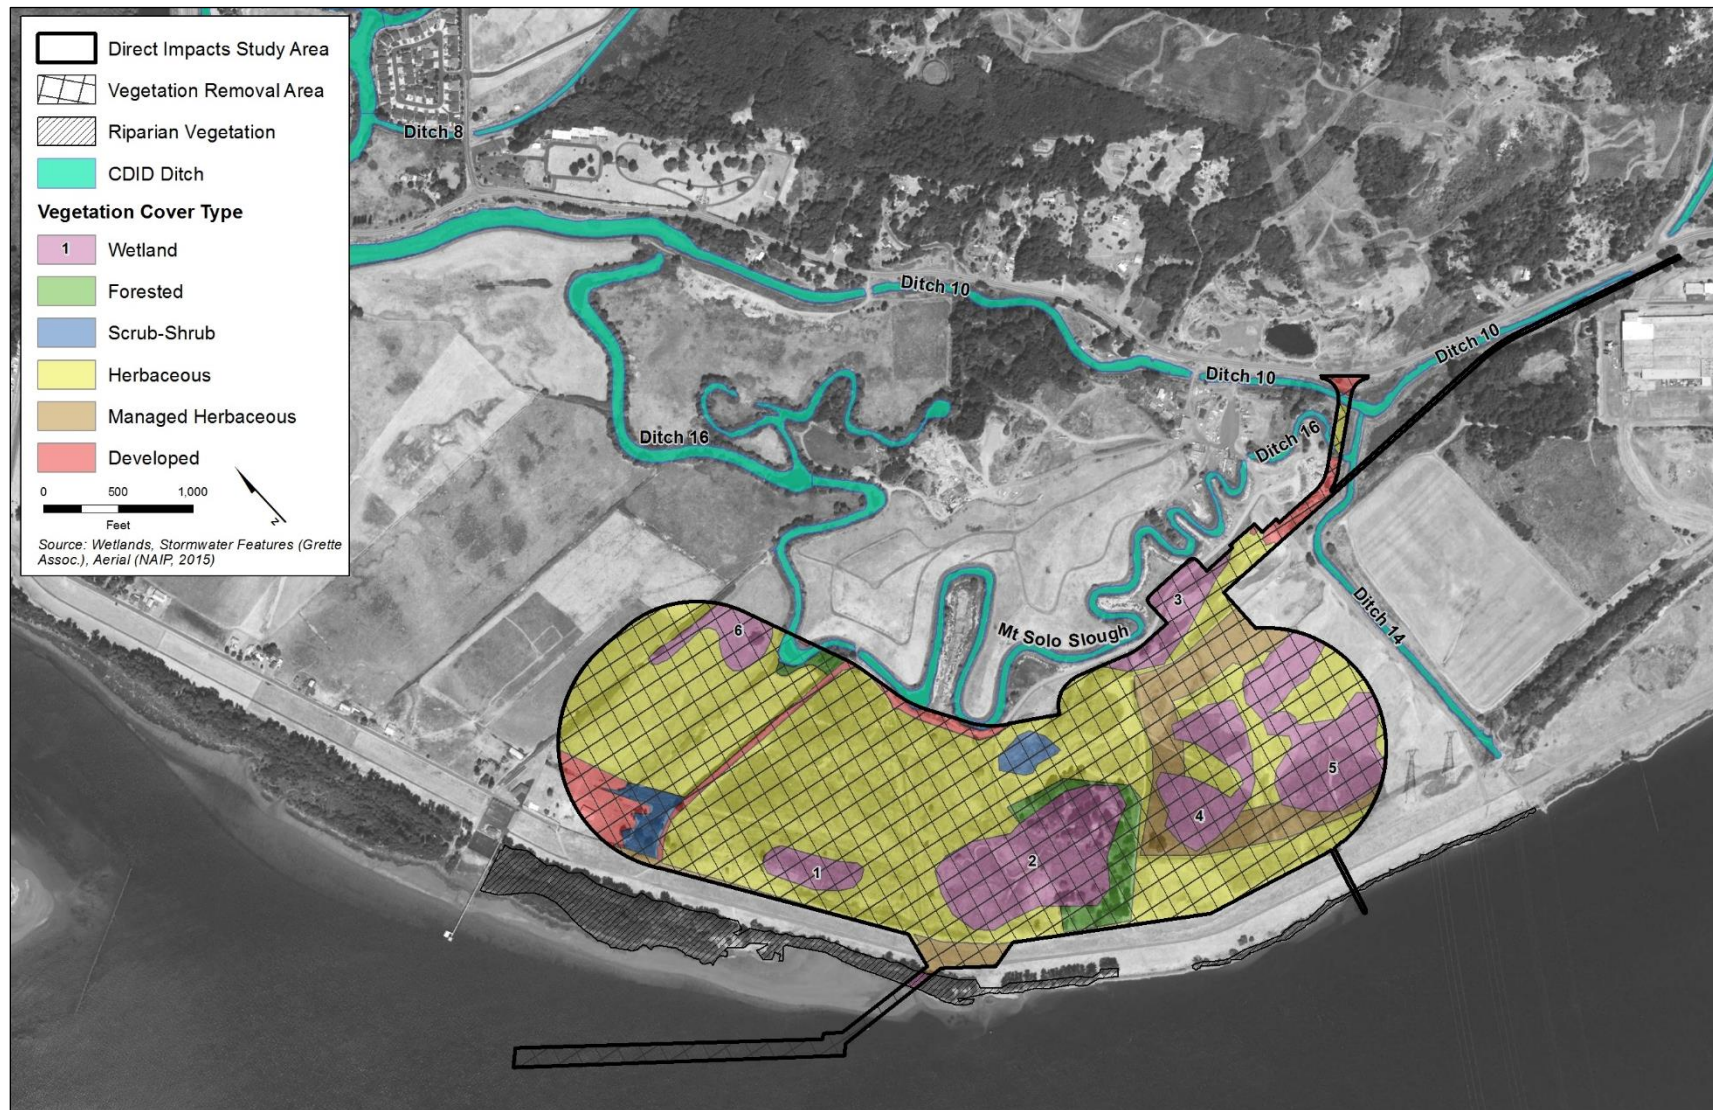 Direct Impacts Study Area
Vegetation Removal Area
Riparian Vegetation
CDID Ditch
Vegetation Cover Type
1 Wetland
Forested
Scrub-Shrub
Herbaceous
Managed Herbaceous
Developed
0 500 1,000
Feet
N
Source: Wetlands, Stormwater Features (Grette
Assoc.), Aerial (NAIP, 2015)
Ditch 8
Ditch 10
Ditch 10
Ditch 10
Ditch 16
Ditch 16
Ditch 14
Mt Solo Slough
3
6
5
4
2
1